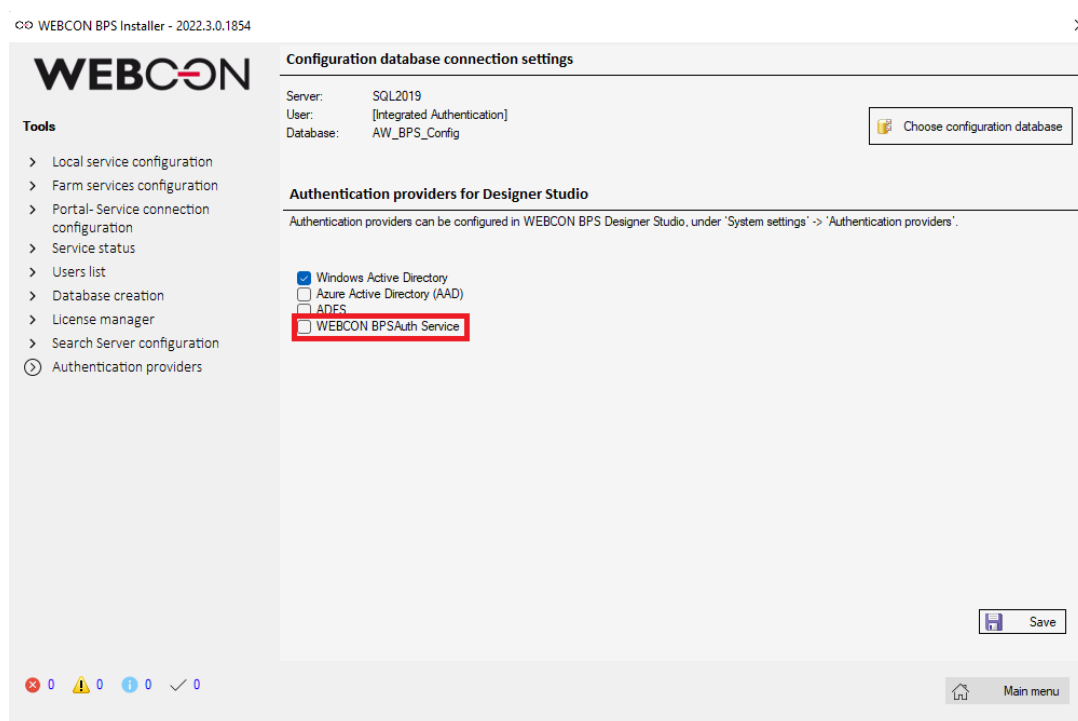 WEBCON BPS Installer - 2022.3.0.1854
WEBCON
Tools
Local service configuration
Farm services configuration
Portal- Service connection
configuration
Service status
Users list
Database creation
License manager
Search Server configuration
Authentication providers
Configuration database connection settings
Server: SQL2019
User: [Integrated Authentication]
Database: AW_BPS_Config
Choose configuration database
Authentication providers for Designer Studio
Authentication providers can be configured in WEBCON BPS Designer Studio, under 'System settings' -> 'Authentication providers'.
Windows Active Directory
Azure Active Directory (AAD)
ADFS
WEBCON BPSAuth Service
Save
0 0 0 0
Main menu